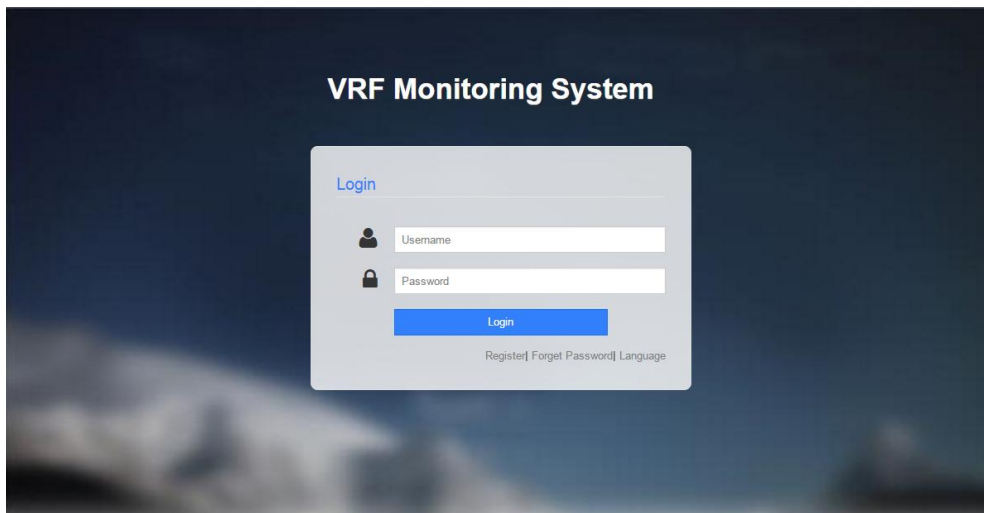 VRF Monitoring System
Login
Username
Password
Login
Register| Forget Password| Language